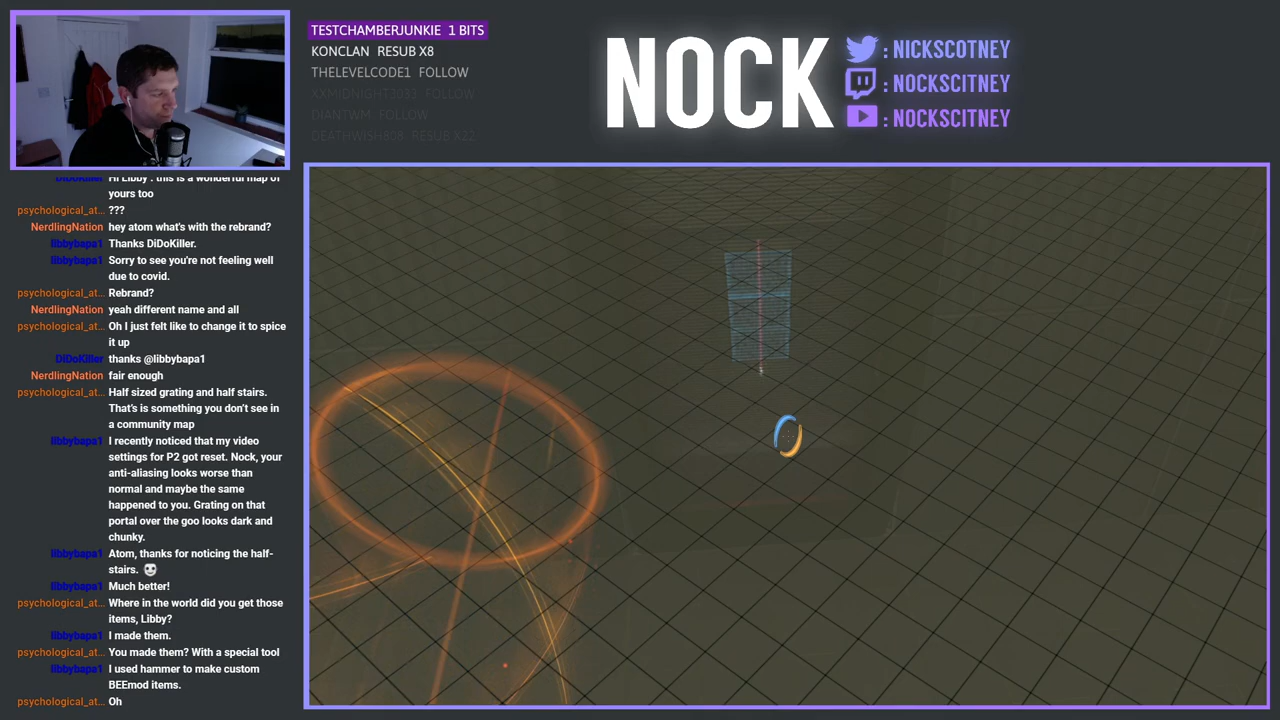 TESTCHAMBERJUNKIE 1 BITS
KONCLAN RESUB X8
THELEVELCODE1 FOLLOW
XXMIDNIGHT2033 FOLLOW
DIANTWM FOLLOW
DEATHWISH808 RESUB X22
NOCK
: NICKSCOTNEY
: NOCKSCITNEY
: NOCKSCITNEY
DiDoKiller Hi Libby : this is a wonderful map of
yours too
psychological_at... ???
NerdlingNation hey atom what's with the rebrand?
libbybapa1 Thanks DiDoKiller.
libbybapa1 Sorry to see you're not feeling well
due to covid.
psychological_at... Rebrand?
NerdlingNation yeah different name and all
psychological_at... Oh I just felt like to change it to spice
it up
DiDoKiller thanks @libbybapa1
NerdlingNation fair enough
psychological_at... Half sized grating and half stairs.
That's is something you don't see in
a community map
libbybapa1 I recently noticed that my video
settings for P2 got reset. Nock, your
anti-aliasing looks worse than
normal and maybe the same
happened to you. Grating on that
portal over the goo looks dark and
chunky.
libbybapa1 Atom, thanks for noticing the half-
stairs.
libbybapa1 Much better!
psychological_at... Where in the world did you get those
items, Libby?
libbybapa1 I made them.
psychological_at... You made them? With a special tool
libbybapa1 I used hammer to make custom
BEEmod items.
psychological_at... Oh